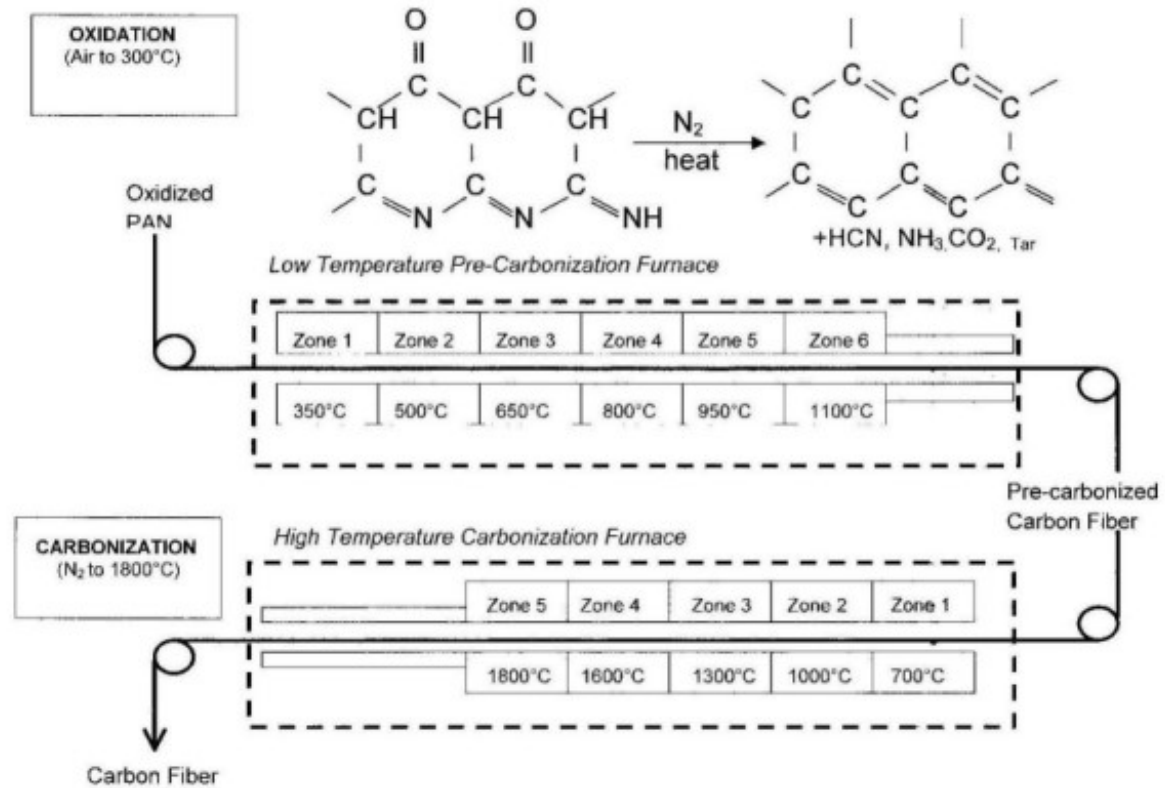 OXIDATION
(Air to 300°C)
O O
C C
CH CH CH
C N C N C NH
N₂
heat
C C
C C C
C C C
C C
+HCN, NH₃,CO₂, Tar
Oxidized
PAN
Low Temperature Pre-Carbonization Furnace
Zone 1 Zone 2 Zone 3 Zone 4 Zone 5 Zone 6
350°C 500°C 650°C 800°C 950°C 1100°C
Pre-carbonized
Carbon Fiber
CARBONIZATION
(N₂ to 1800°C)
High Temperature Carbonization Furnace
Zone 5 Zone 4 Zone 3 Zone 2 Zone 1
1800°C 1600°C 1300°C 1000°C 700°C
Carbon Fiber